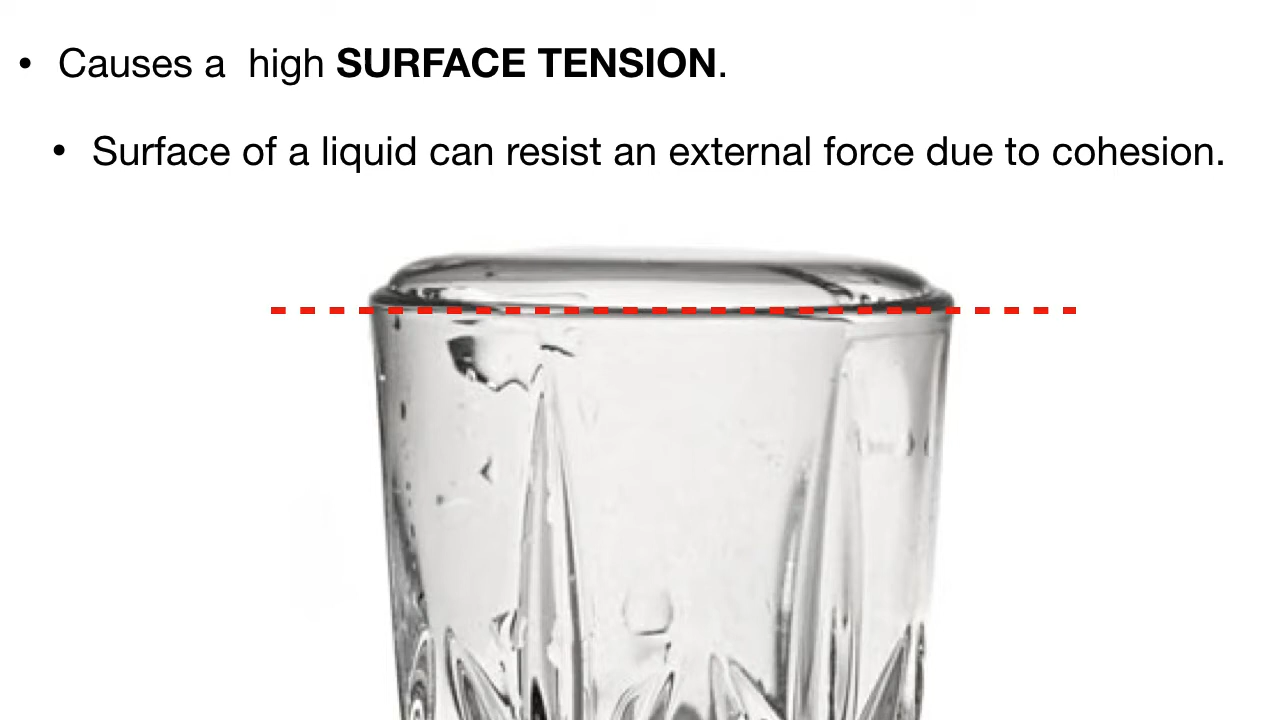 • Causes a  high SURFACE TENSION.
• Surface of a liquid can resist an external force due to cohesion.